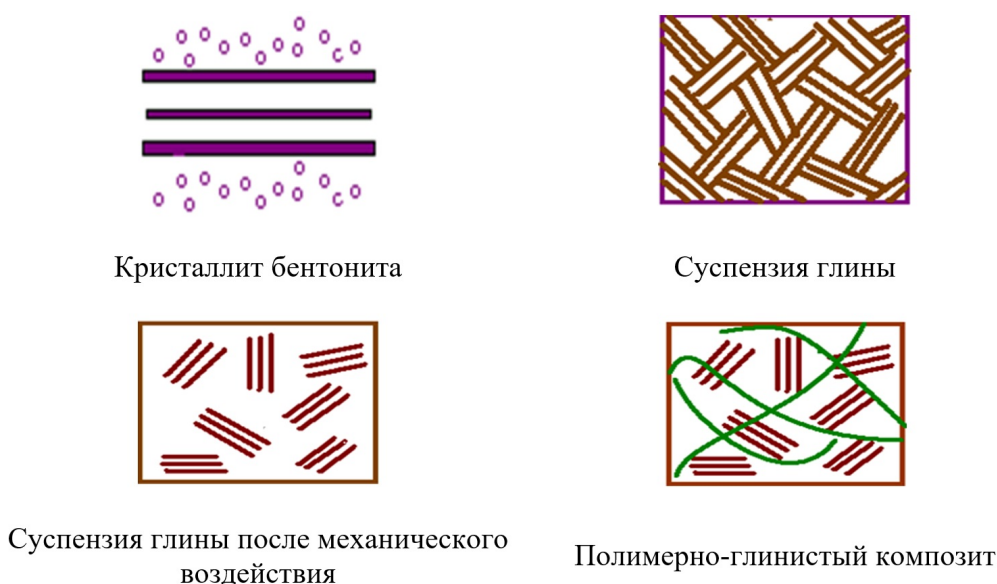 Кристаллит бентонита
Суспензия глины
Суспензия глины после механического
воздействия
Полимерно-глинистый композит